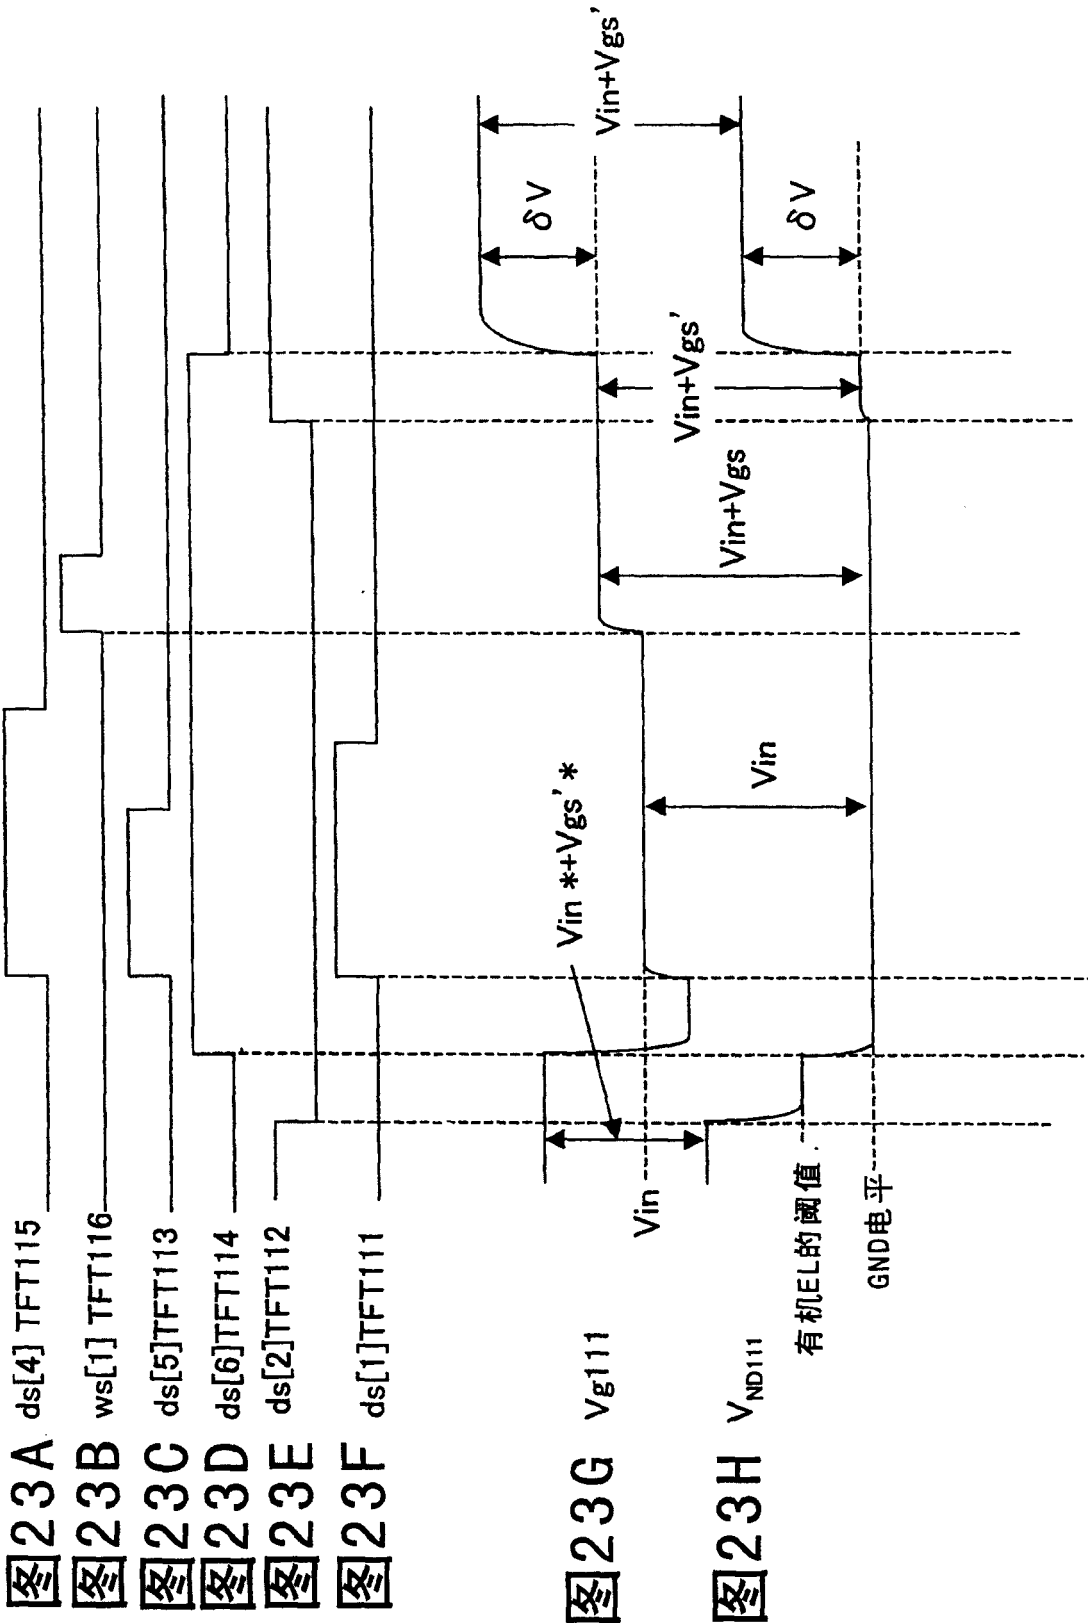 图23A ds[4] TFT115
图23B ws[1] TFT116
图23C ds[5]TFT113
图23D ds[6]TFT114
图23E ds[2]TFT112
图23F ds[1]TFT111
图23G Vg111
Vin
Vin*+Vgs'*
Vin
Vin+Vgs
Vin+Vgs'
δV
Vin+Vgs'
图23H VND111
有机EL的阈值
GND电平
δV